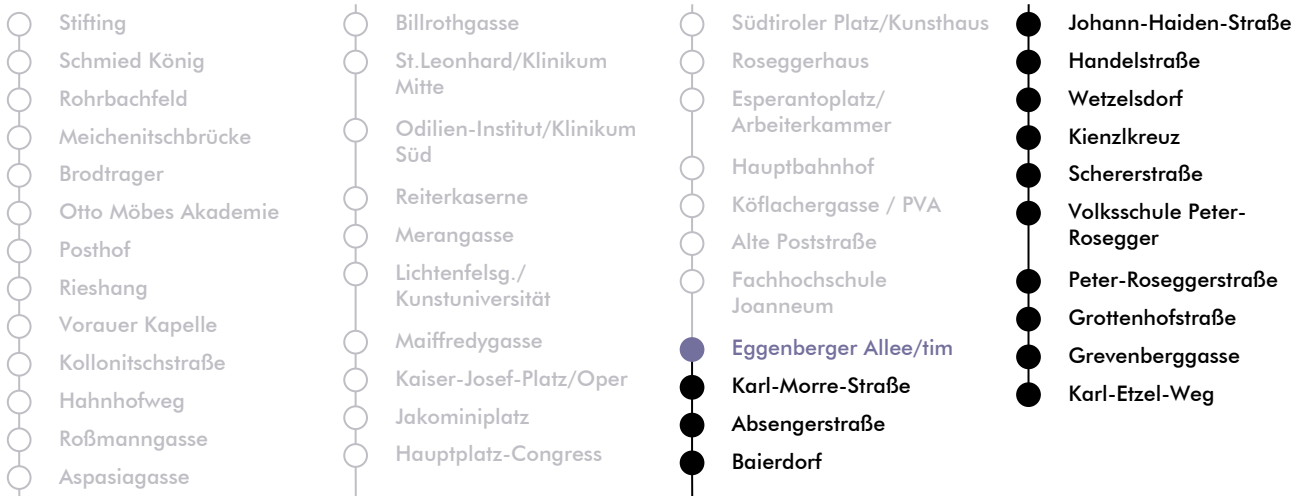 Stifting
Schmied König
Rohrbachfeld
Meichenitschbrücke
Brodtrager
Otto Möbes Akademie
Posthof
Rieshang
Vorauer Kapelle
Kollonitschstraße
Hahnhofweg
Roßmanngasse
Aspasiagasse
Billrothgasse
St.Leonhard/Klinikum
Mitte
Odilien-Institut/Klinikum
Süd
Reiterkaserne
Merangasse
Lichtenfelsg./
Kunstuniversität
Maiffredygasse
Kaiser-Josef-Platz/Oper
Jakominiplatz
Hauptplatz-Congress
Südtiroler Platz/Kunsthaus
Roseggerhaus
Esperantoplatz/
Arbeiterkammer
Hauptbahnhof
Köflachergasse / PVA
Alte Poststraße
Fachhochschule
Joanneum
Eggenberger Allee/tim
Karl-Morre-Straße
Absengerstraße
Baierdorf
Johann-Haiden-Straße
Handelstraße
Wetzelsdorf
Kienzlkreuz
Schererstraße
Volksschule Peter-
Rosegger
Peter-Roseggerstraße
Grottenhofstraße
Grevenberggasse
Karl-Etzel-Weg